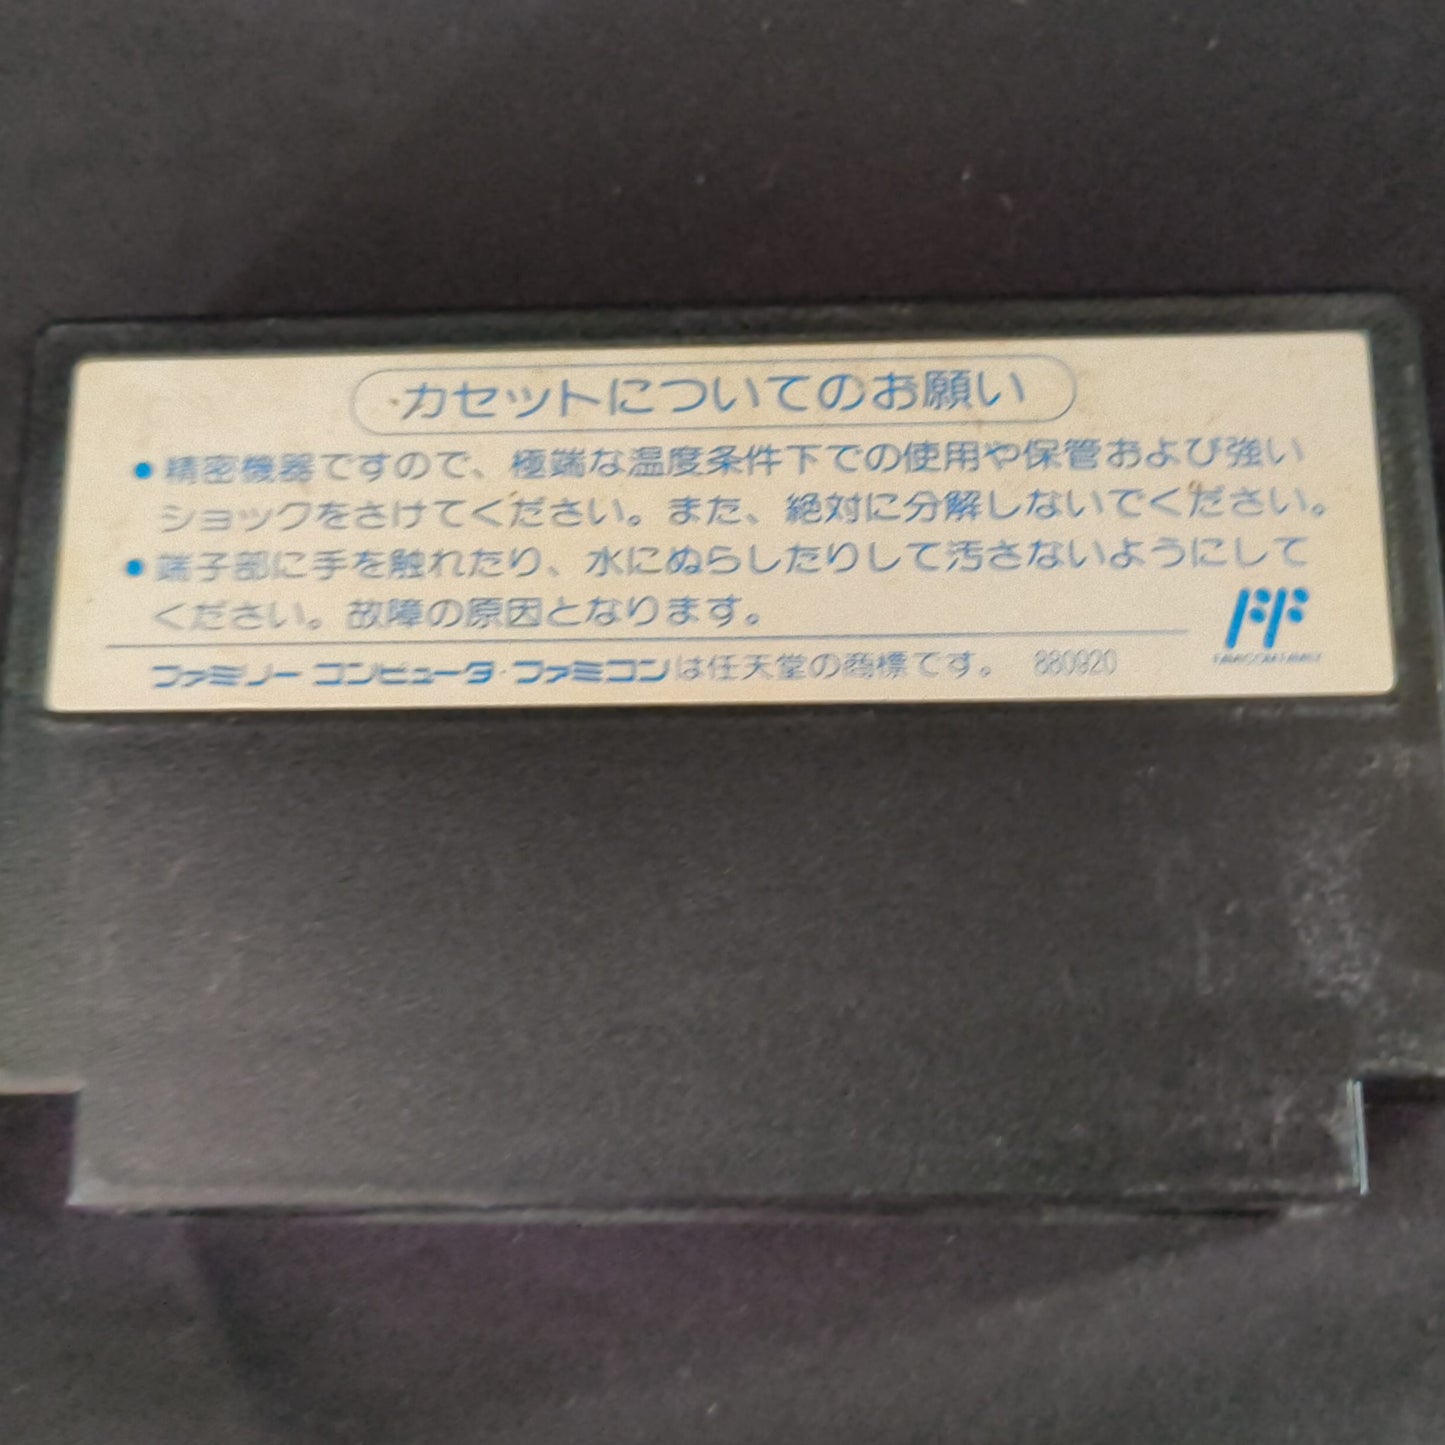 カセットについてのお願い
●精密機器ですので、極端な温度条件下での使用や保管および強い
ショックをさけてください。また、絶対に分解しないでください。
●端子部に手を触れたり、水にぬらしたりして汚さないようにして
ください。故障の原因となります。
FF
ファミリーコンピュータ・ファミコンは任天堂の商標です。 880920